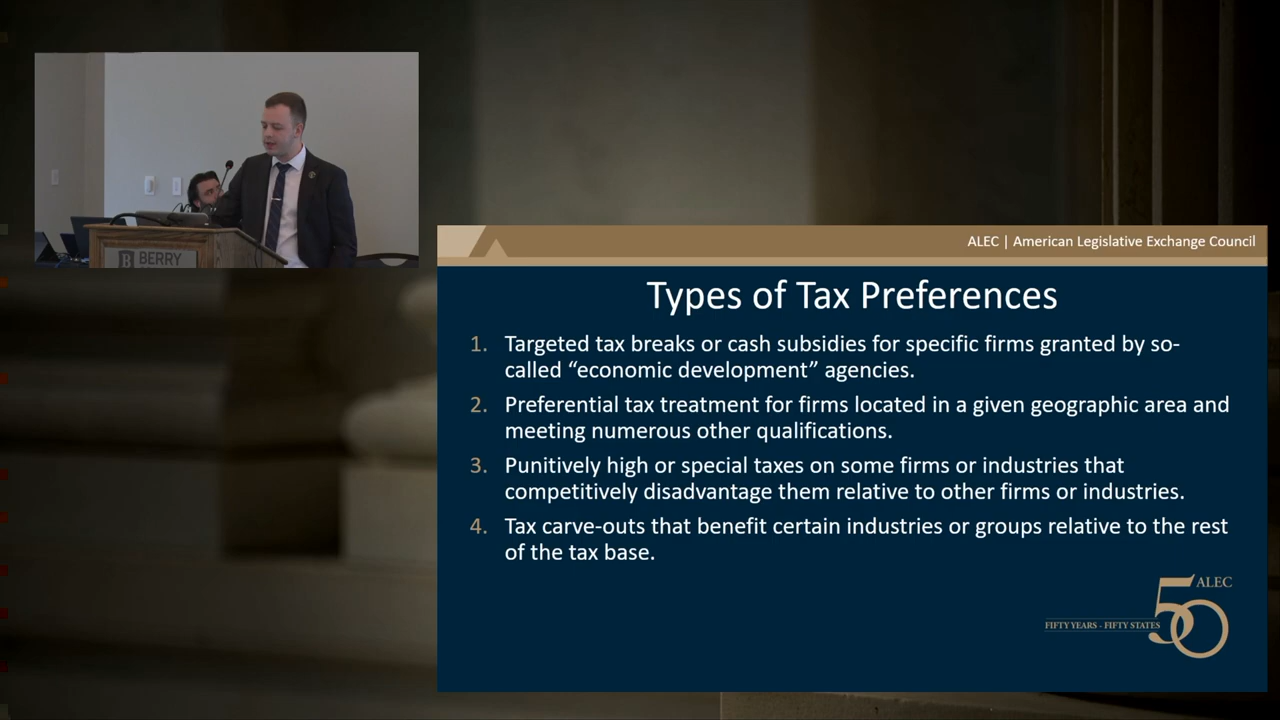 BERRY
ALEC | American Legislative Exchange Council
Types of Tax Preferences
1. Targeted tax breaks or cash subsidies for specific firms granted by so-
called “economic development” agencies.
2. Preferential tax treatment for firms located in a given geographic area and
meeting numerous other qualifications.
3. Punitively high or special taxes on some firms or industries that
competitively disadvantage them relative to other firms or industries.
4. Tax carve-outs that benefit certain industries or groups relative to the rest
of the tax base.
ALEC
FIFTY YEARS - FIFTY STATES
50